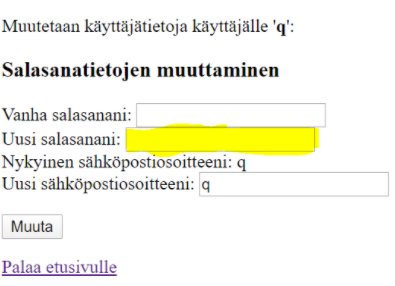 Muutetaan käyttäjätietoja käyttäjälle 'q':
Salasanatietojen muuttaminen
Vanha salasanani:
Uusi salasanani:
Nykyinen sähköpostiosoitteeni: q
Uusi sähköpostiosoitteeni: q
Muuta
Palaa etusivulle